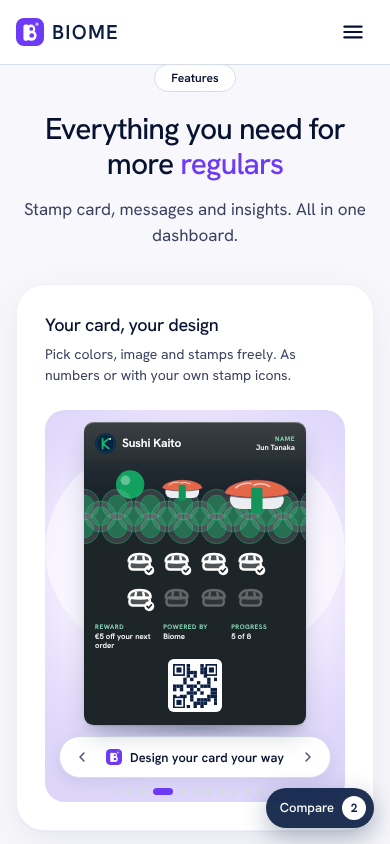 BIOME
Features
Everything you need for
more regulars
Stamp card, messages and insights. All in one
dashboard.
Your card, your design
Pick colors, image and stamps freely. As
numbers or with your own stamp icons.
Sushi Kaito
NAME
Jun Tanaka
REWARD
€5 off your next
order
POWERED BY
Biome
PROGRESS
5 of 8
Design your card your way
Compare 2